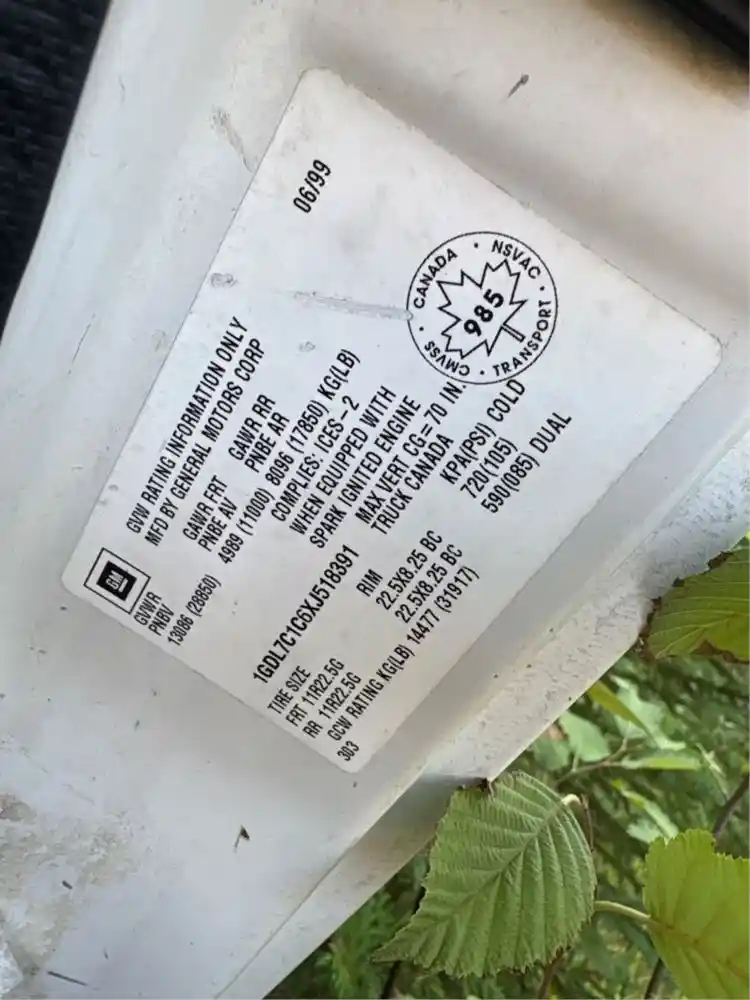 06/99
GVW RATING INFORMATION ONLY
MFD BY GENERAL MOTORS CORP
GM
GVWR GAWR FRT GAWR RR
PNBV PNBE AV PNBE AR
13086 (28850) 4989 (11000) 8096 (17850) KG(LB)
COMPLIES: ICES-2
WHEN EQUIPPED WITH
SPARK IGNITED ENGINE
MAX VERT CG= 70 IN.
TRUCK CANADA
CANADA • NSVAC • TRANSPORT • CMVSS •
985
1GDL7C1C6XJ518391
TIRE SIZE RIM KPA(PSI) COLD
FRT 11R22.5G 22.5X8.25 BC 720(105)
RR 11R22.5G 22.5X8.25 BC 590(085) DUAL
GCW RATING KG(LB) 14477 (31917)
303